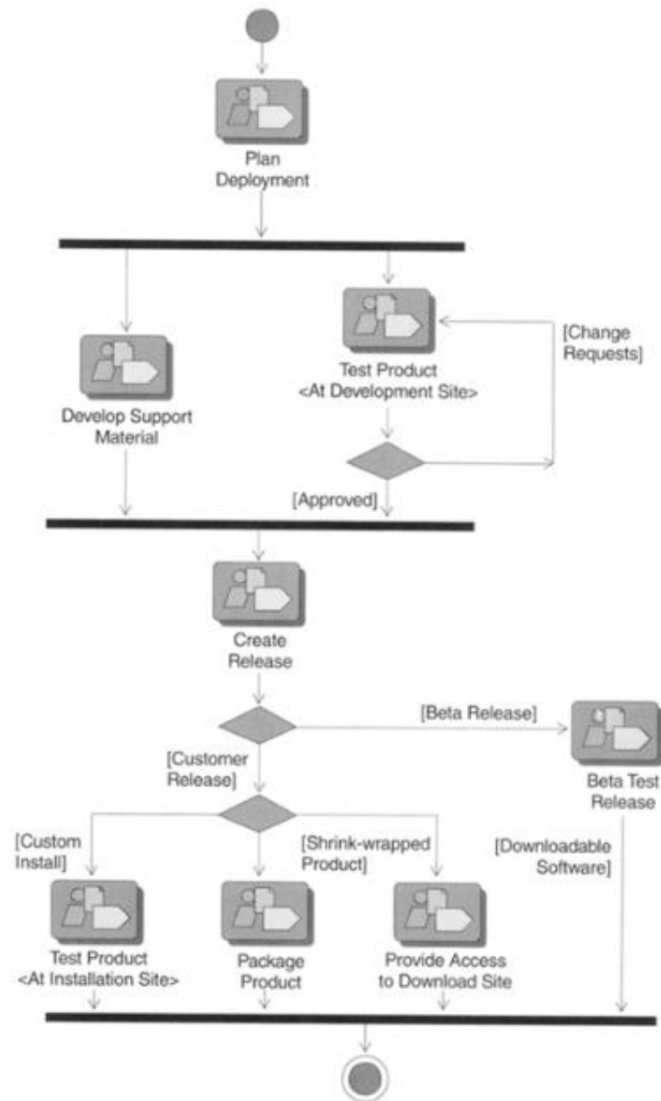 Plan
Deployment
[Change
Requests]
Test Product
<At Development Site>
Develop Support
Material
[Approved]
Create
Release
[Beta Release]
[Customer
Release]
Beta Test
Release
[Custom
Install]
[Shrink-wrapped
Product]
[Downloadable
Software]
Test Product
<At Installation Site>
Package
Product
Provide Access
to Download Site